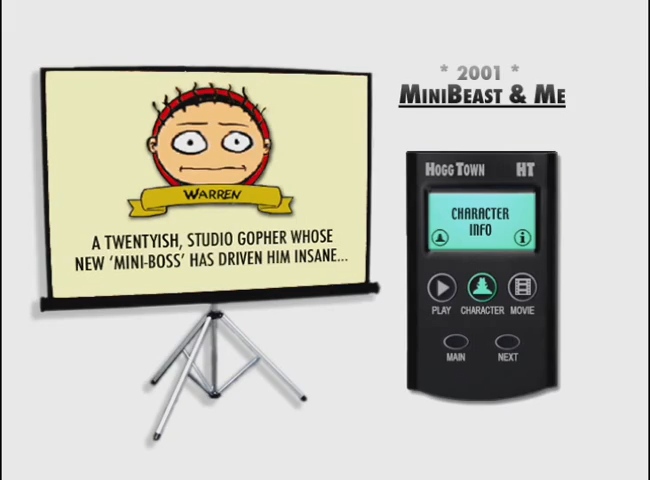 * 2001 *
MINIBEAST & ME
WARREN
A TWENTYISH, STUDIO GOPHER WHOSE
NEW 'MINI-BOSS' HAS DRIVEN HIM INSANE...
HOGG TOWN HT
CHARACTER
INFO
i
PLAY CHARACTER MOVIE
MAIN NEXT